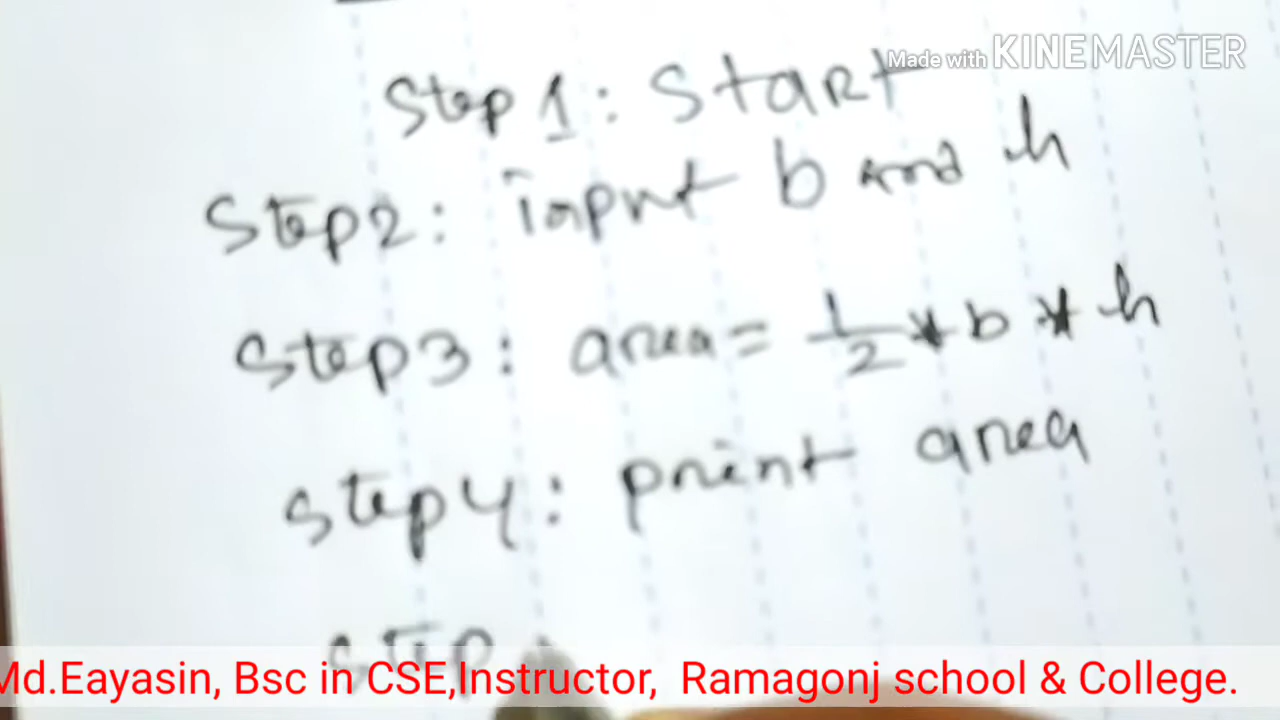 Made with KINEMASTER
Step 1: Start
Step2: input b and h
Step3: area = 1/2 * b * h
Step4: print area
Step
Md.Eayasin, Bsc in CSE,Instructor, Ramagonj school & College.